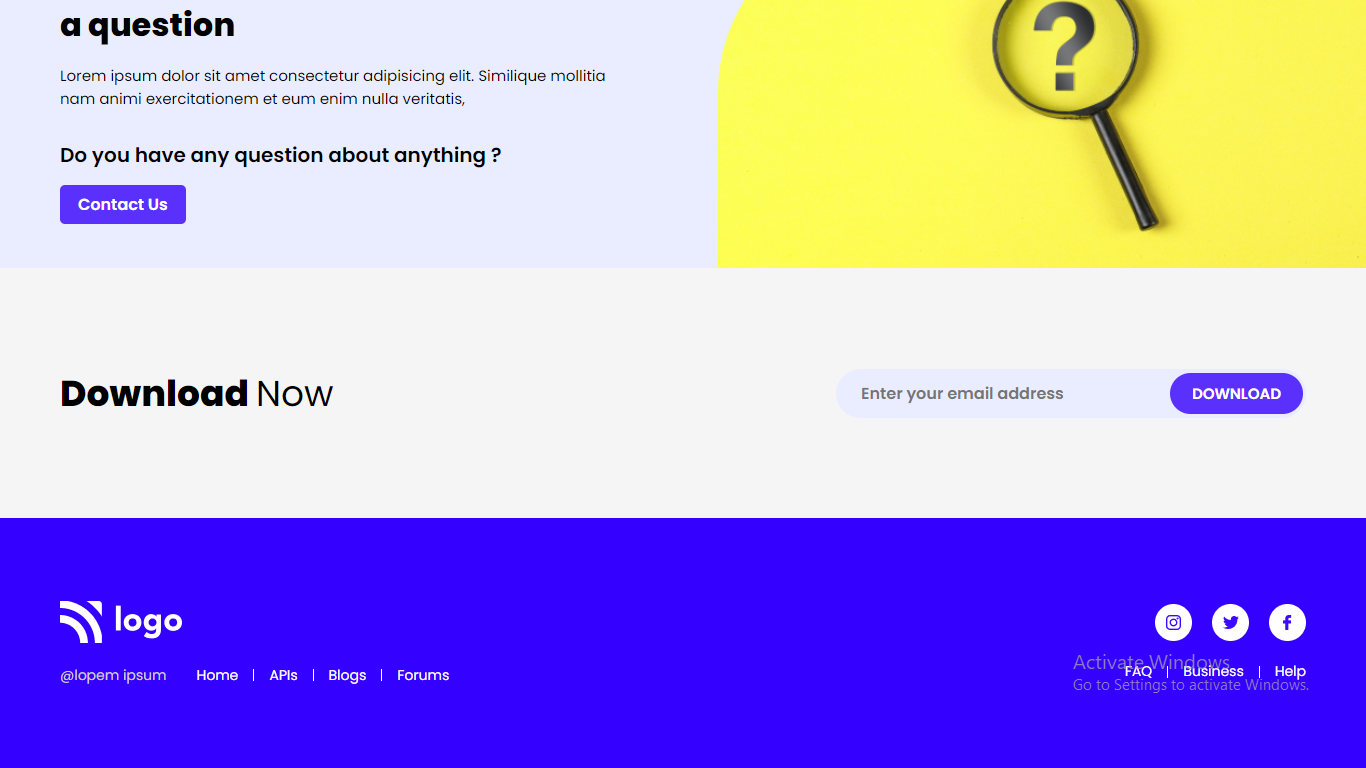 a question
Lorem ipsum dolor sit amet consectetur adipisicing elit. Similique mollitia
nam animi exercitationem et eum enim nulla veritatis,
Do you have any question about anything ?
Contact Us
?
Download Now
Enter your email address
DOWNLOAD
logo
@lopem ipsum
Home | APIs | Blogs | Forums
Activate Windows
FAQ | Business | Help
Go to Settings to activate Windows.